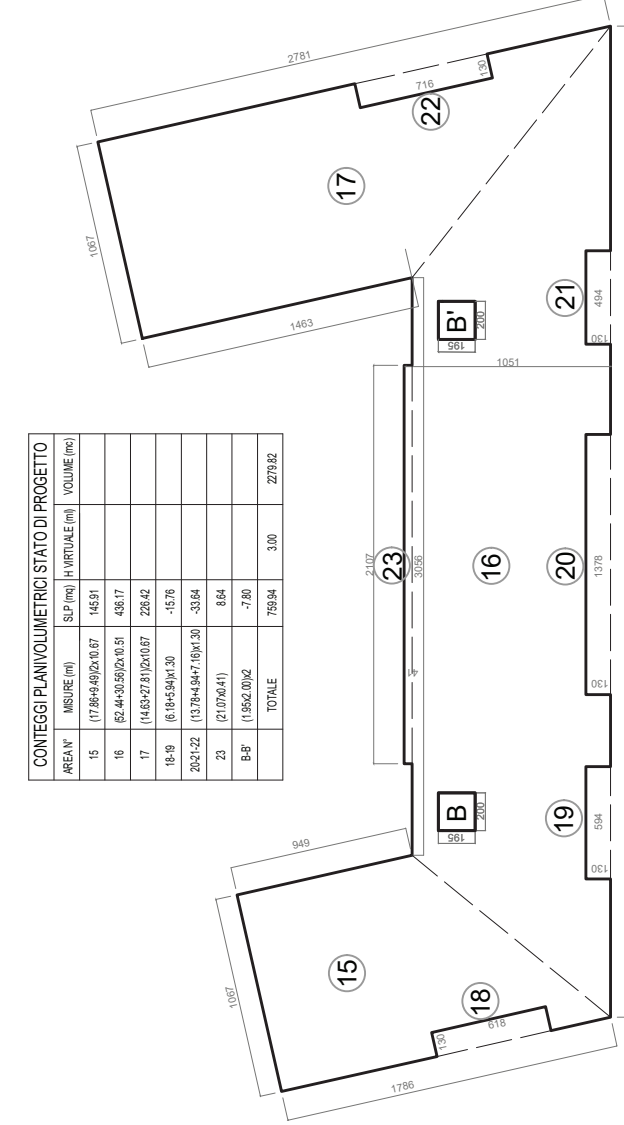 CONTEGGI PLANIVOLUMETRICI STATO DI PROGETTO
AREA N° MISURE (ml) SLP (mq) H VIRTUALE (ml) VOLUME (mc)
15 (17.86+9.49)/2x10.67 145.91
16 (52.44+30.56)/2x10.51 436.17
17 (14.63+27.81)/2x10.67 226.42
18-19 (6.18+5.94)x1.30 -15.76
20-21-22 (13.78+4.94+7.16)x1.30 -33.64
23 (21.07x0.41) 8.64
B-B' (1.95x2.00)x2 -7.80
TOTALE 759.94 3.00 2279.82
2781
1067
716
130
22
17
1463
1067
949
15
18
618
130
1786
2107
23
3056
41
1051
B
195
200
B'
195
200
16
19
594
130
20
1378
130
21
494
130